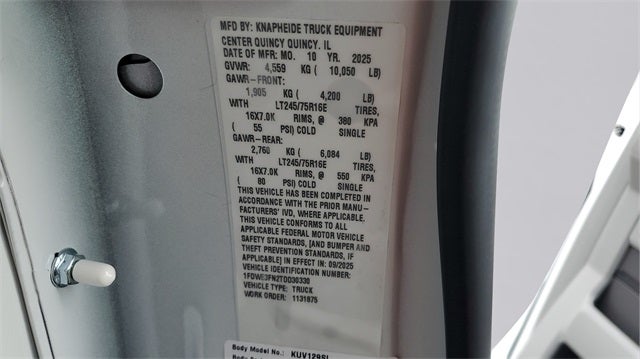 MFD BY: KNAPHEIDE TRUCK EQUIPMENT
CENTER QUINCY QUINCY, IL
DATE OF MFR: MO. 10 YR. 2025
GVWR: 4,559 KG ( 10,050 LB)
GAWR-FRONT:
1,905 KG ( 4,200 LB)
WITH LT245/75R16E TIRES,
16X7.0K RIMS, @ 380 KPA
( 55 PSI) COLD SINGLE
GAWR-REAR:
2,760 KG ( 6,084 LB)
WITH LT245/75R16E TIRES,
16X7.0K RIMS, @ 550 KPA
( 80 PSI) COLD SINGLE
THIS VEHICLE HAS BEEN COMPLETED IN
ACCORDANCE WITH THE PRIOR MANU-
FACTURERS' IVD, WHERE APPLICABLE.
THIS VEHICLE CONFORMS TO ALL
APPLICABLE FEDERAL MOTOR VEHICLE
SAFETY STANDARDS, [AND BUMPER AND
THEFT PREVENTION STANDARDS, IF
APPLICABLE] IN EFFECT IN: 09/2025
VEHICLE IDENTIFICATION NUMBER:
VEHICLE TYPE: TRUCK
WORK ORDER: 1131875
Body Model No.: